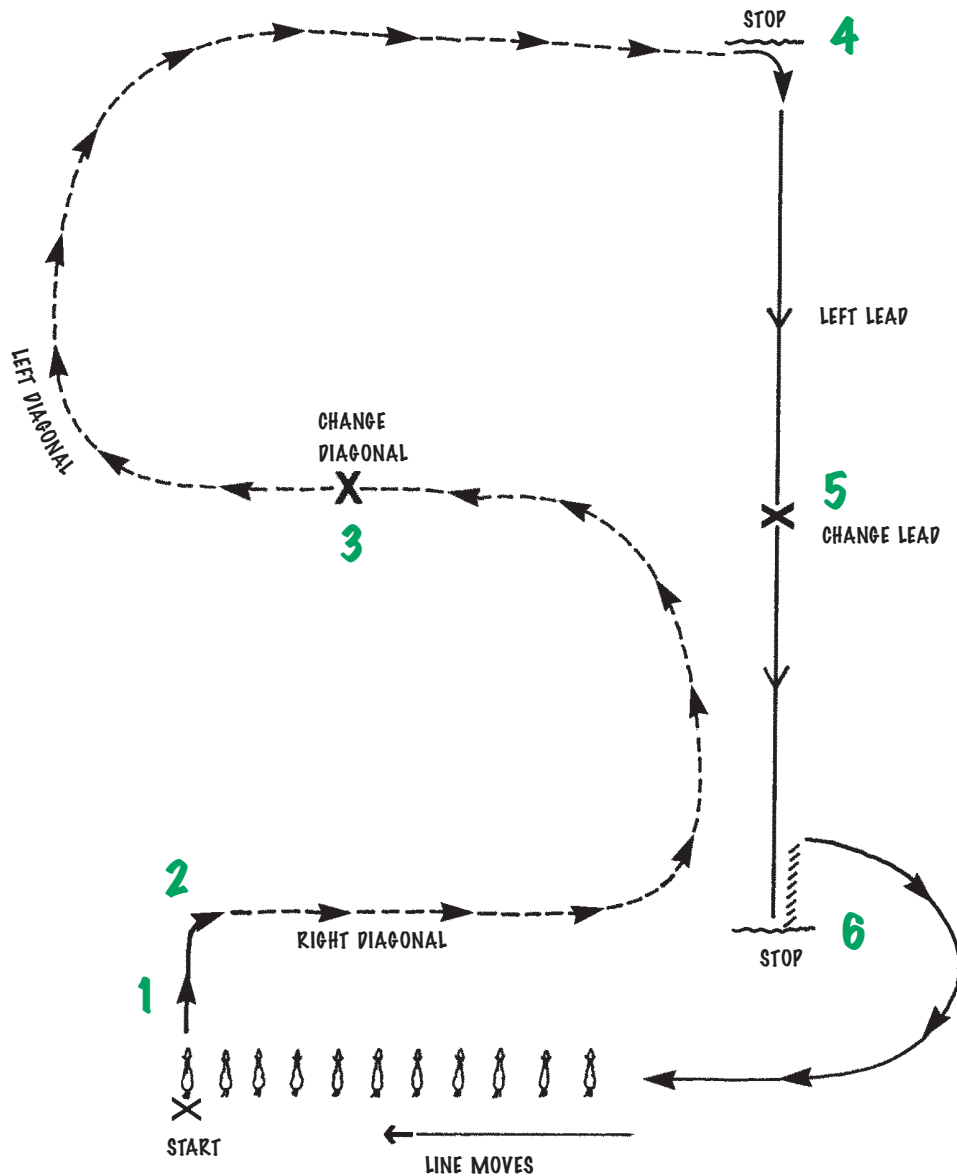 STOP
4
LEFT LEAD
LEFT DIAGONAL
CHANGE
DIAGONAL
3
5
CHANGE LEAD
2
RIGHT DIAGONAL
6
STOP
1
START
LINE MOVES